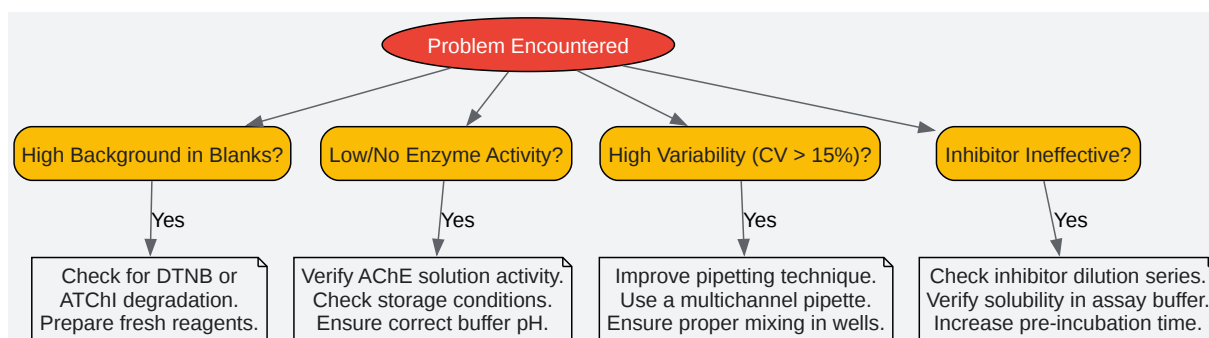 Problem Encountered
High Background in Blanks?
Low/No Enzyme Activity?
High Variability (CV > 15%)?
Inhibitor Ineffective?
Yes
Yes
Yes
Yes
Check for DTNB or
ATChI degradation.
Prepare fresh reagents.
Verify AChE solution activity.
Check storage conditions.
Ensure correct buffer pH.
Improve pipetting technique.
Use a multichannel pipette.
Ensure proper mixing in wells.
Check inhibitor dilution series.
Verify solubility in assay buffer.
Increase pre-incubation time.